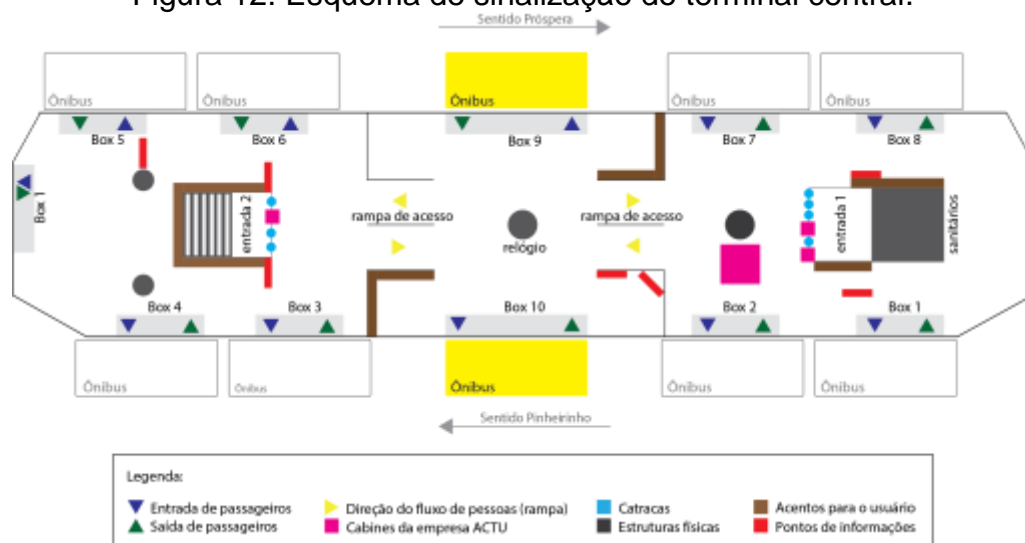 Figura 12: Esquema de sinalização do terminal central.
Sentido Próspera
Ônibus
Ônibus
Ônibus
Ônibus
Ônibus
Box 5
Box 6
Box 9
Box 7
Box 8
Box 1
entrada 2
rampa de acesso
relógio
rampa de acesso
entrada 1
sanitários
Box 4
Box 3
Box 10
Box 2
Box 1
Ônibus
Ônibus
Ônibus
Ônibus
Ônibus
Sentido Pinheirinho
Legenda:
Entrada de passageiros
Direção do fluxo de pessoas (rampa)
Catracas
Acentos para o usuário
Saída de passageiros
Cabines da empresa ACTU
Estruturas físicas
Pontos de informações